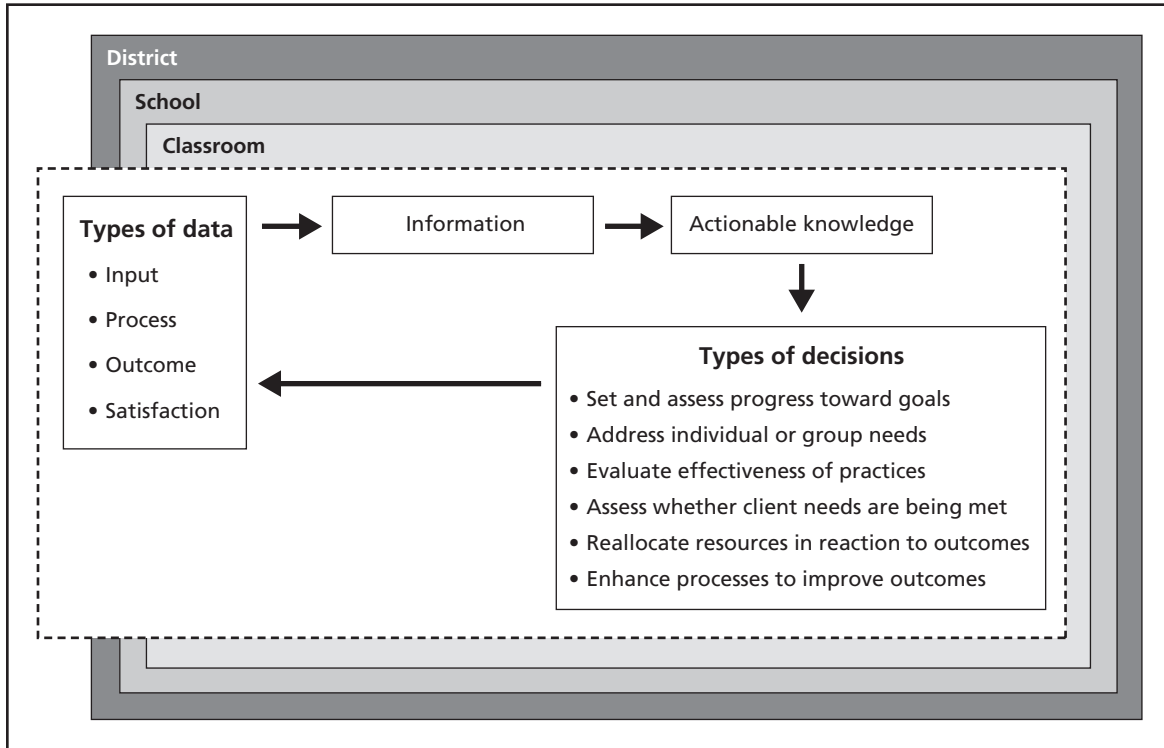 District
School
Classroom
Types of data
• Input
• Process
• Outcome
• Satisfaction
Information
Actionable knowledge
Types of decisions
• Set and assess progress toward goals
• Address individual or group needs
• Evaluate effectiveness of practices
• Assess whether client needs are being met
• Reallocate resources in reaction to outcomes
• Enhance processes to improve outcomes